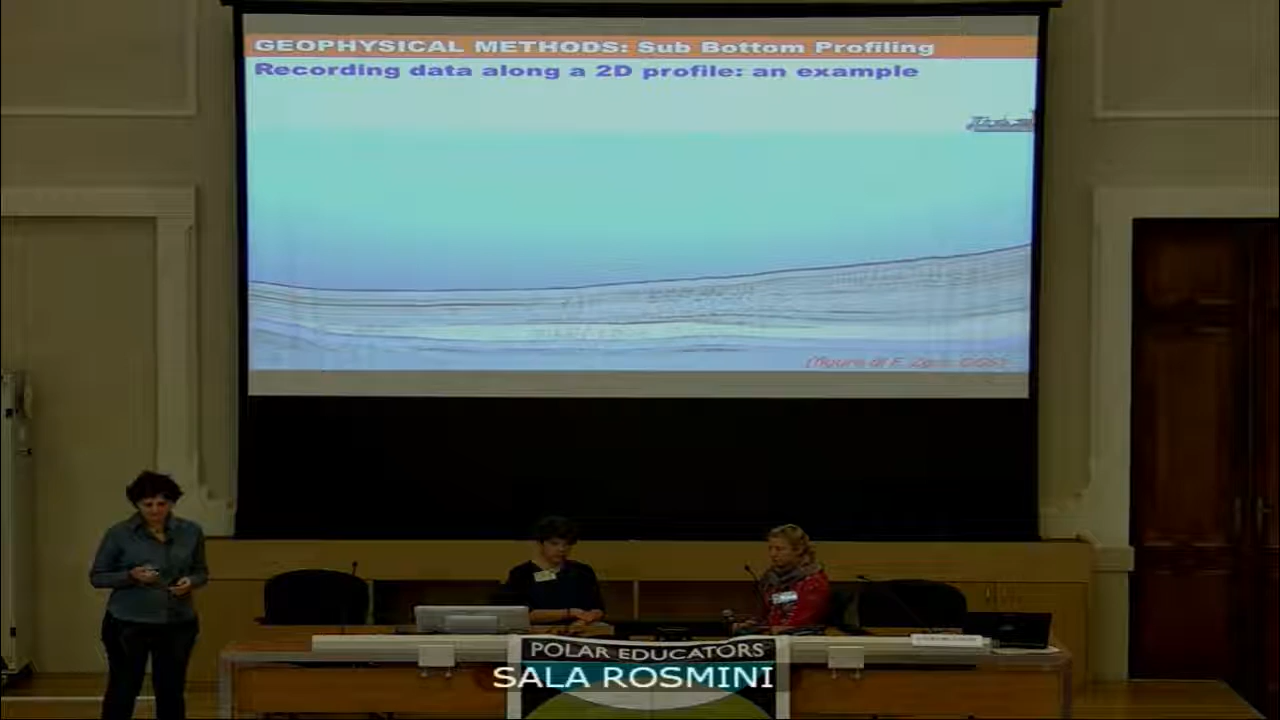 GEOPHYSICAL METHODS: Sub Bottom Profiling
Recording data along a 2D profile: an example
POLAR EDUCATORS
SALA ROSMINI